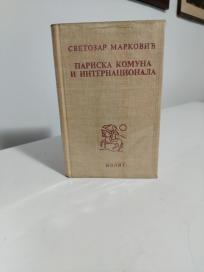 СВЕТОЗАР МАРКОВИЋ
ПАРИСКА КОМУНА
И ИНТЕРНАЦИОНАЛА
НОЛИТ